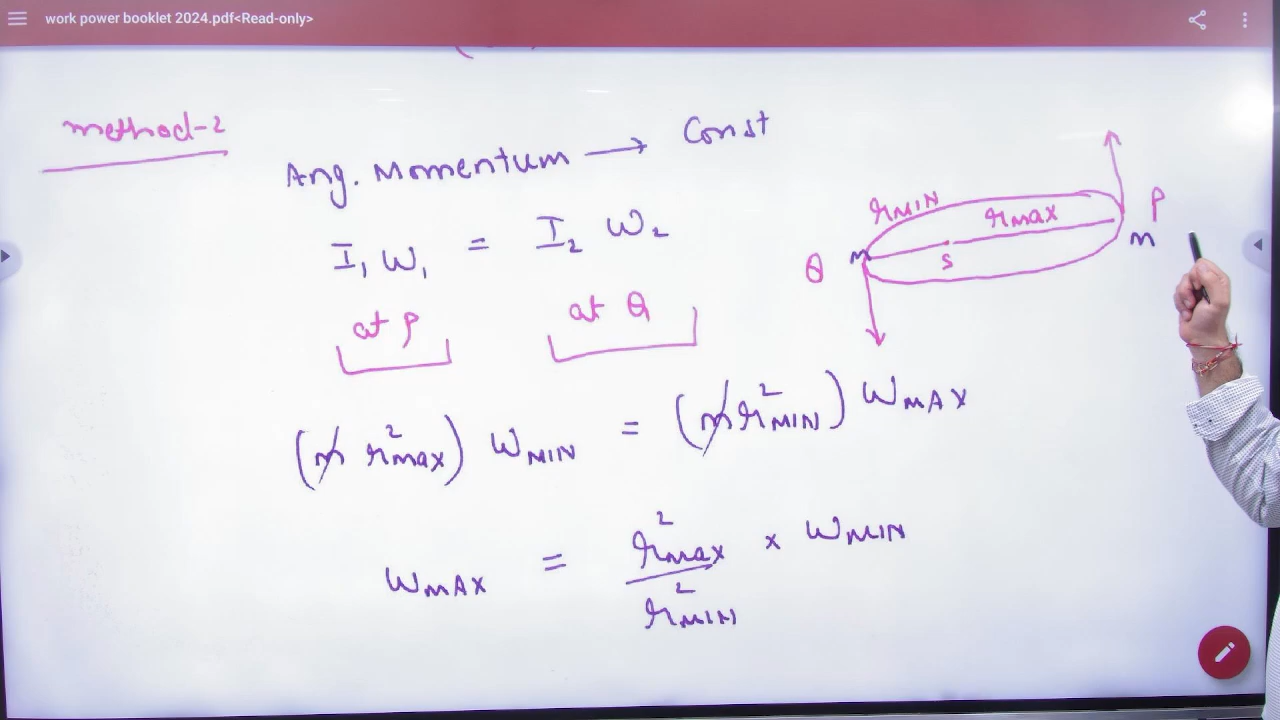 work power booklet 2024.pdf<Read-only>
method-2
Ang. Momentum → Const
I₁ W₁ = I₂ W₂
at P
at Q
(m r²max) WMIN = (m r²MIN) WMAX
WMAX = r²max / r²MIN x WMIN
rMIN
rmax
P
m
S
m
Q